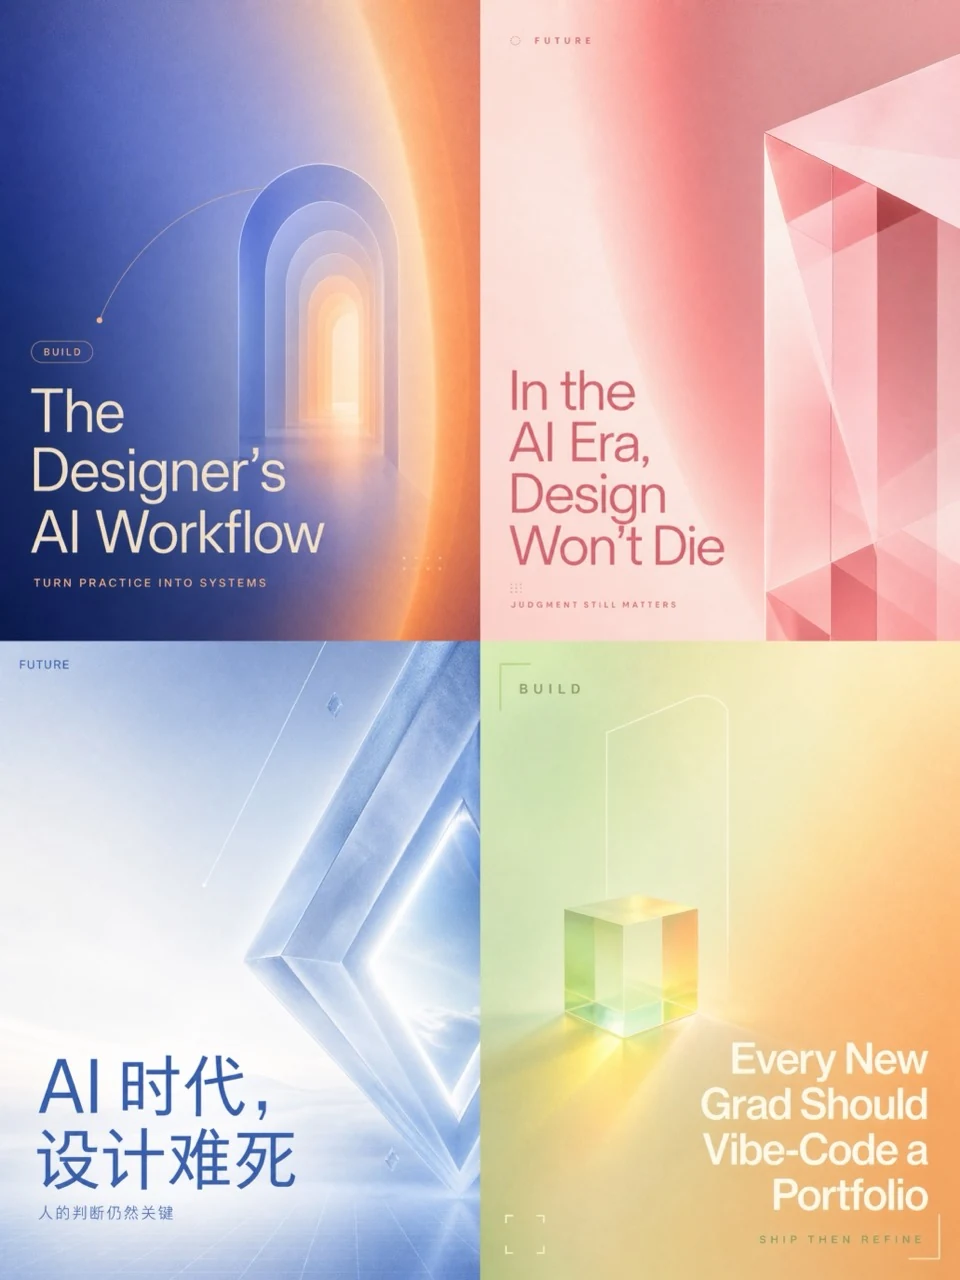 BUILD
The
Designer’s
AI Workflow
TURN PRACTICE INTO SYSTEMS
FUTURE
In the
AI Era,
Design
Won’t Die
JUDGMENT STILL MATTERS
FUTURE
AI 时代,
设计难死
人的判断仍然关键
BUILD
Every New
Grad Should
Vibe-Code a
Portfolio
SHIP THEN REFINE